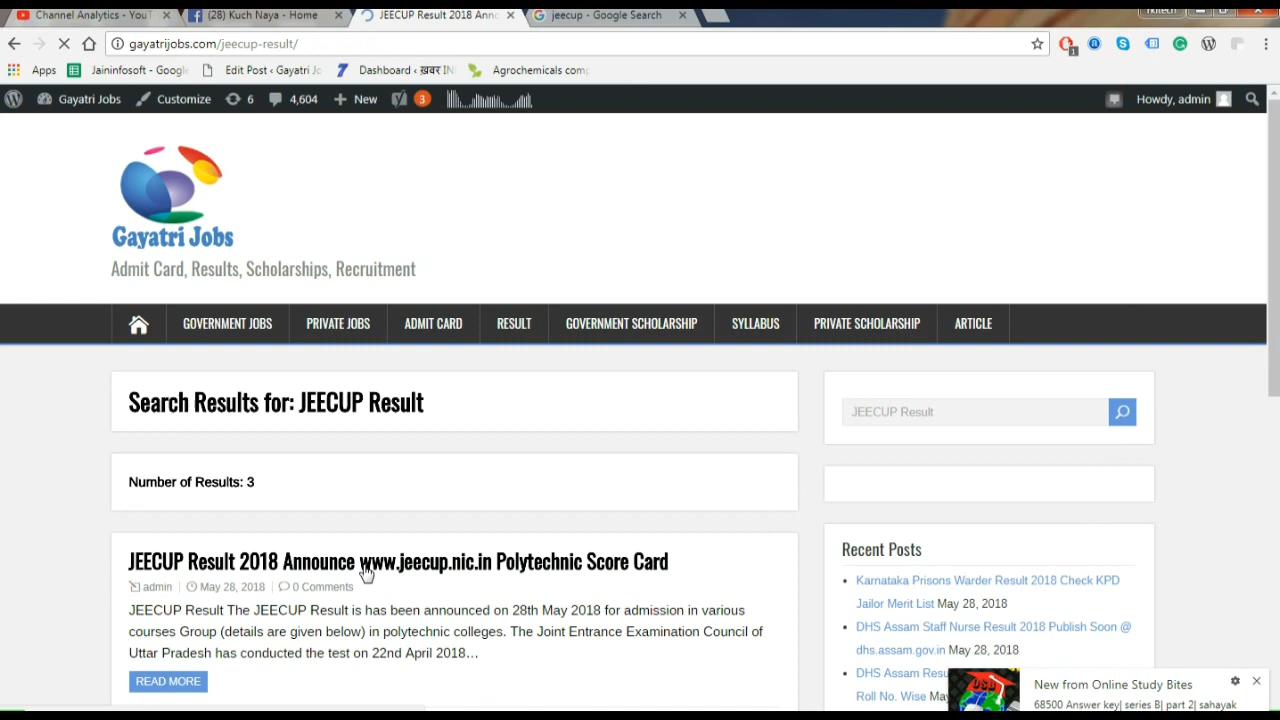 Channel Analytics - YouT
(28) Kuch Naya - Home
JEECUP Result 2018 Anno
jeecup - Google Search
gayatrijobs.com/jeecup-result/
1
Apps
Jaininfosoft - Google
Edit Post ‹ Gayatri Jo
Dashboard ‹ ख़बर INI
Agrochemicals comp
Gayatri Jobs
Customize
6
4,604
New
3
Howdy, admin
Gayatri Jobs
Admit Card, Results, Scholarships, Recruitment
GOVERNMENT JOBS
PRIVATE JOBS
ADMIT CARD
RESULT
GOVERNMENT SCHOLARSHIP
SYLLABUS
PRIVATE SCHOLARSHIP
ARTICLE
Search Results for: JEECUP Result
JEECUP Result
Number of Results: 3
JEECUP Result 2018 Announce www.jeecup.nic.in Polytechnic Score Card
admin
May 28, 2018
0 Comments
JEECUP Result The JEECUP Result is has been announced on 28th May 2018 for admission in various
courses Group (details are given below) in polytechnic colleges. The Joint Entrance Examination Council of
Uttar Pradesh has conducted the test on 22nd April 2018…
READ MORE
Recent Posts
Karnataka Prisons Warder Result 2018 Check KPD
Jailor Merit List May 28, 2018
DHS Assam Staff Nurse Result 2018 Publish Soon @
dhs.assam.gov.in May 28, 2018
DHS Assam Resu
Roll No. Wise May
New from Online Study Bites
68500 Answer key| series B| part 2| sahayak